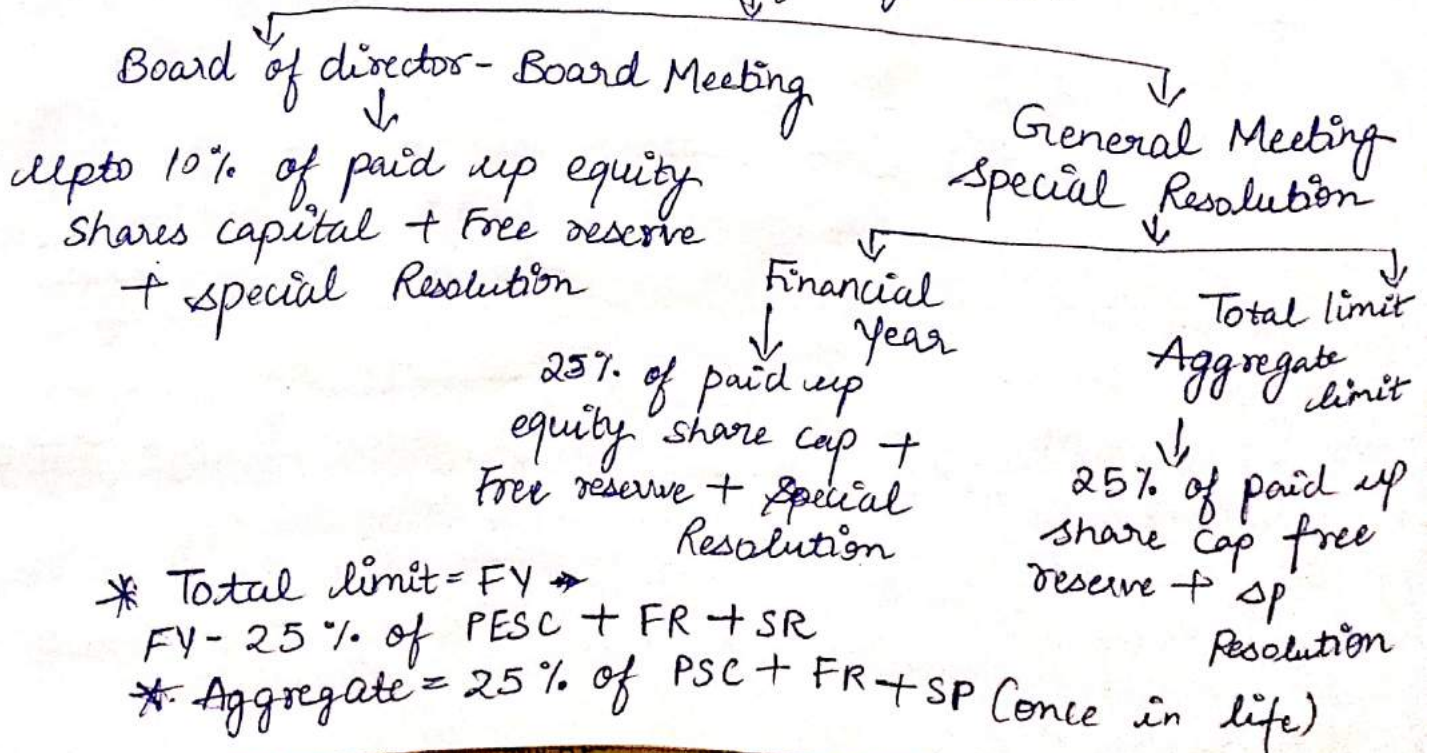 Board of director - Board Meeting
Upto 10% of paid up equity
shares capital + Free reserve
+ special Resolution
General Meeting
special Resolution
Financial
Year
25% of paid up
equity share cap +
Free reserve + Special
Resolution
Total limit
Aggregate
limit
25% of paid up
share cap free
reserve + sp
Resolution
* Total limit = FY →
FY - 25% of PESC + FR + SR
* Aggregate = 25% of PSC + FR + SP (once in life)